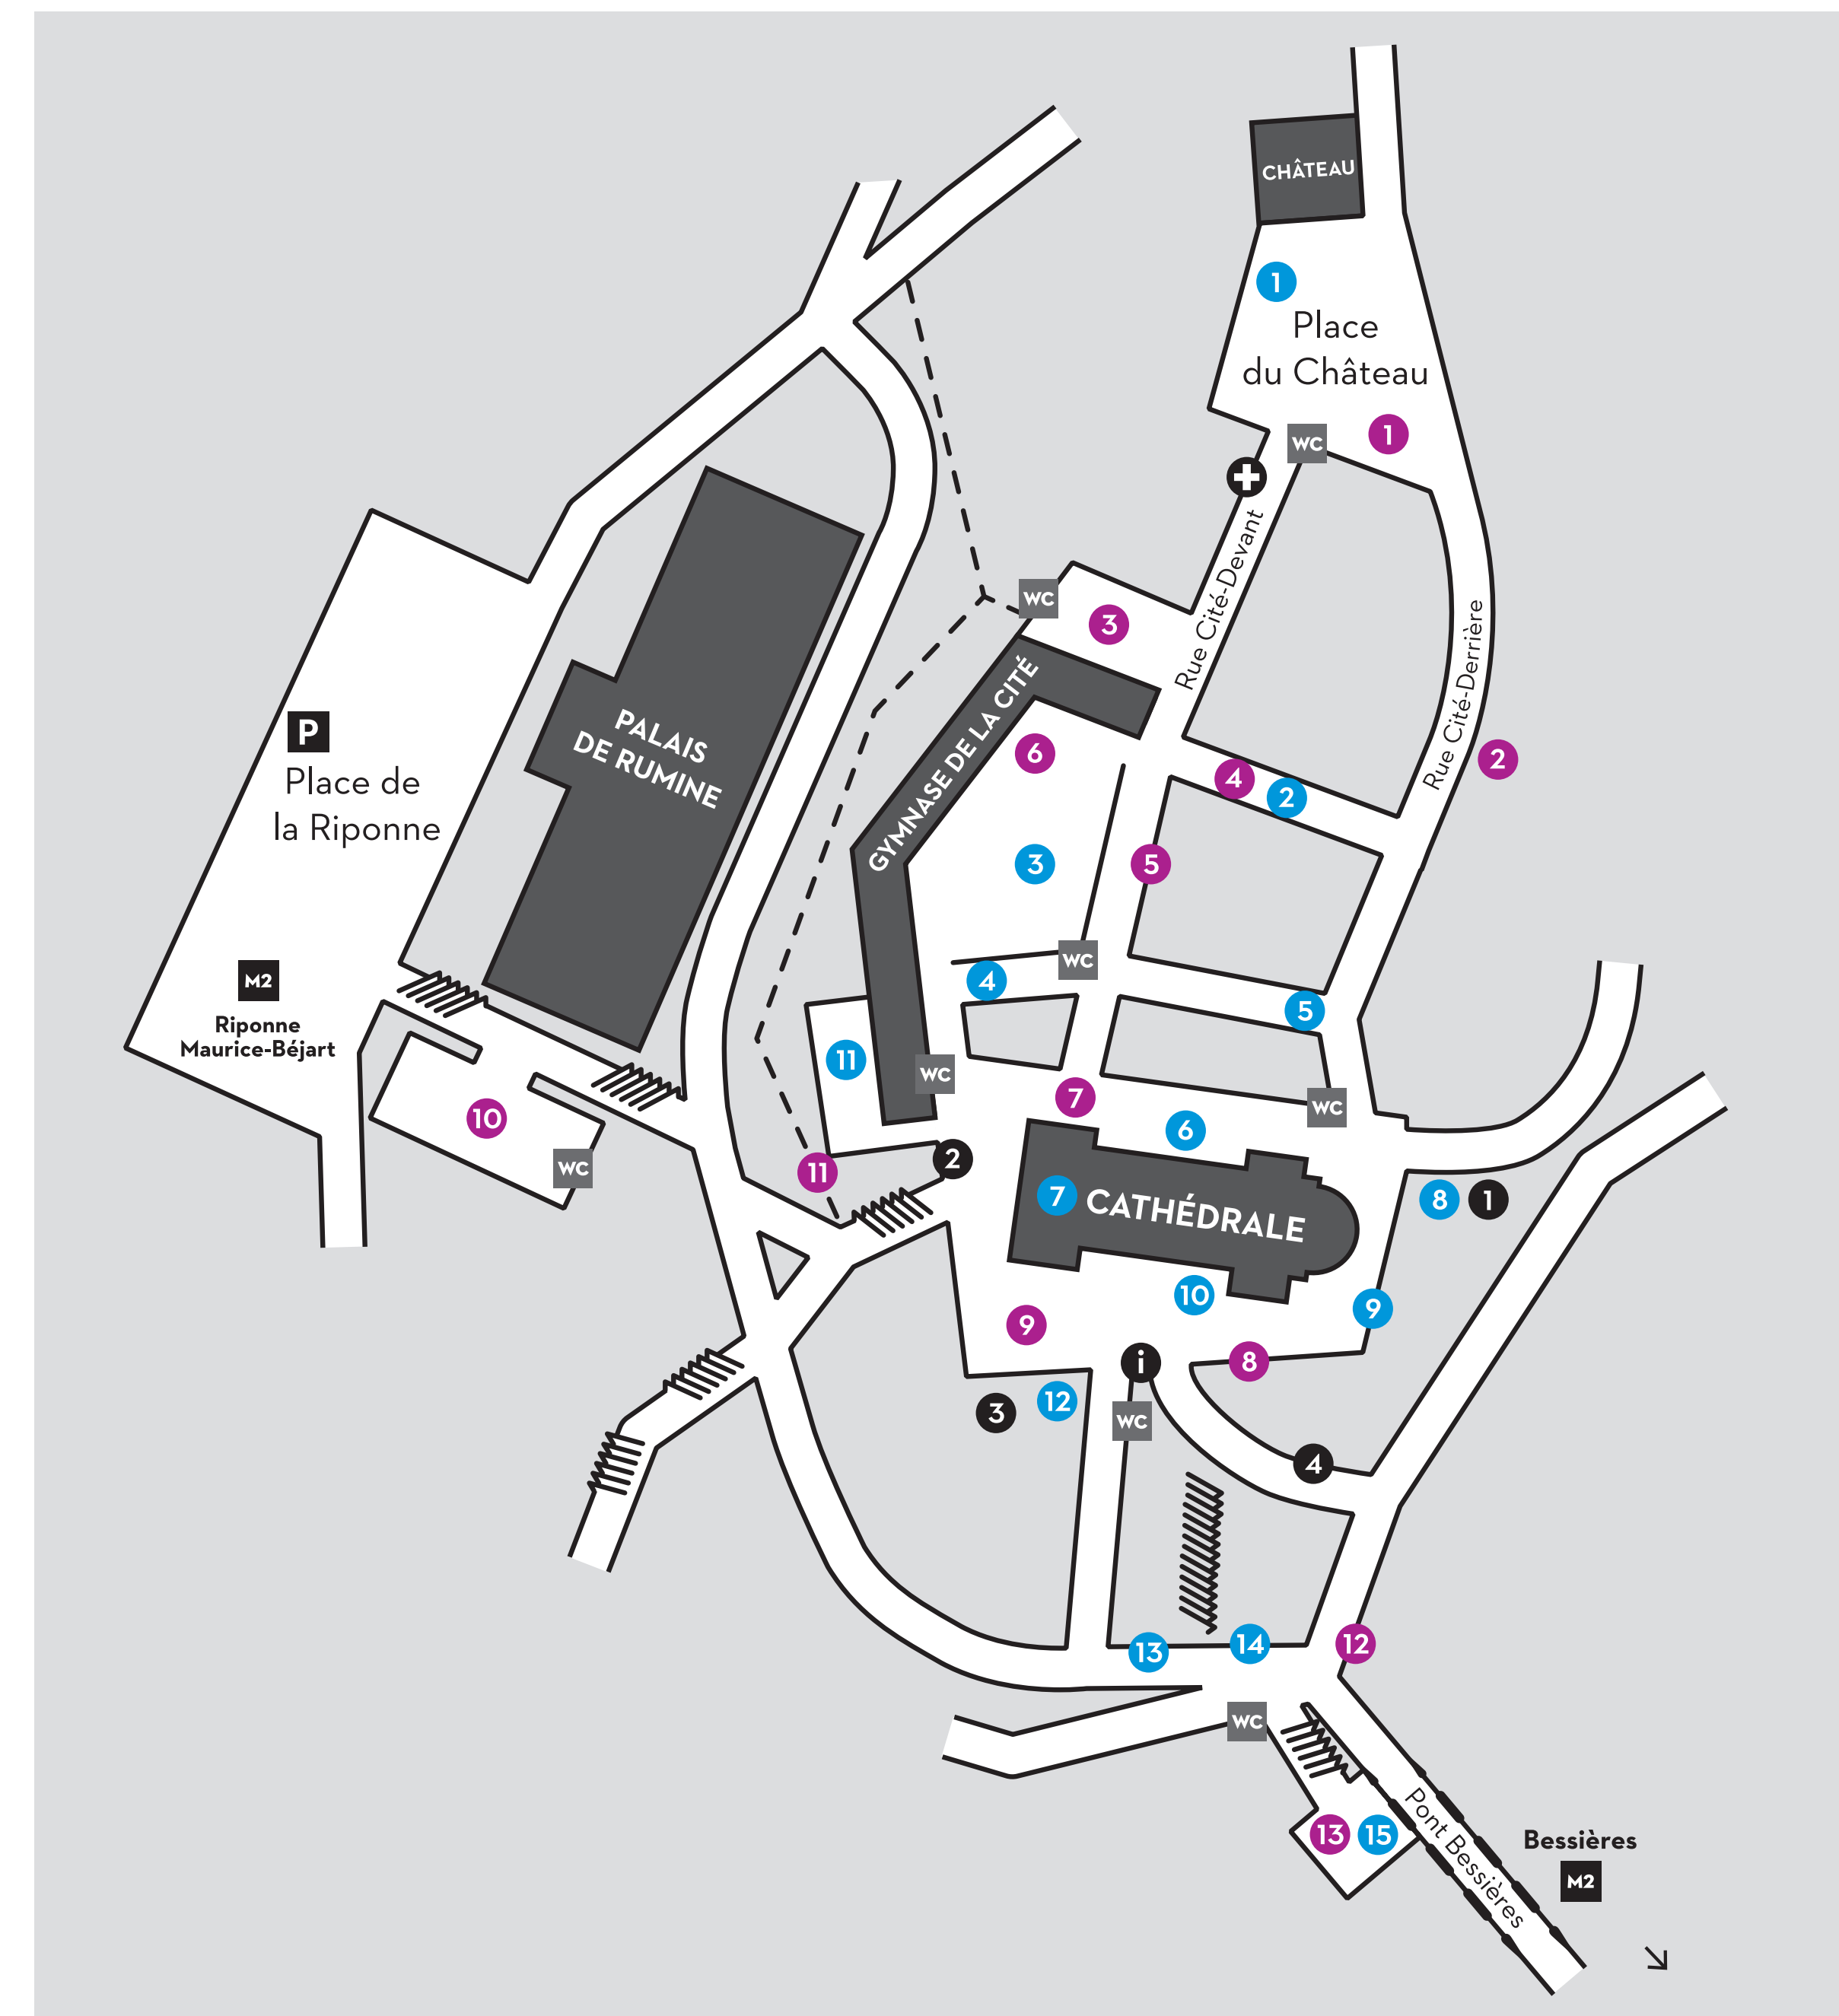 CHÂTEAU
1
Place
du Château
1
WC
Rue Cité-Devant
WC
3
Rue Cité-Derrière
GYMNASE DE LA CITÉ
PALAIS
DE RUMINE
P
Place de
la Riponne
6
4
2
2
3
5
M2
Riponne
Maurice-Béjart
WC
4
5
11
WC
7
WC
6
10
WC
11
2
7
CATHÉDRALE
8
1
10
9
9
i
8
3
12
WC
4
13
14
12
WC
13
15
Pont Bessières
Bessières
M2